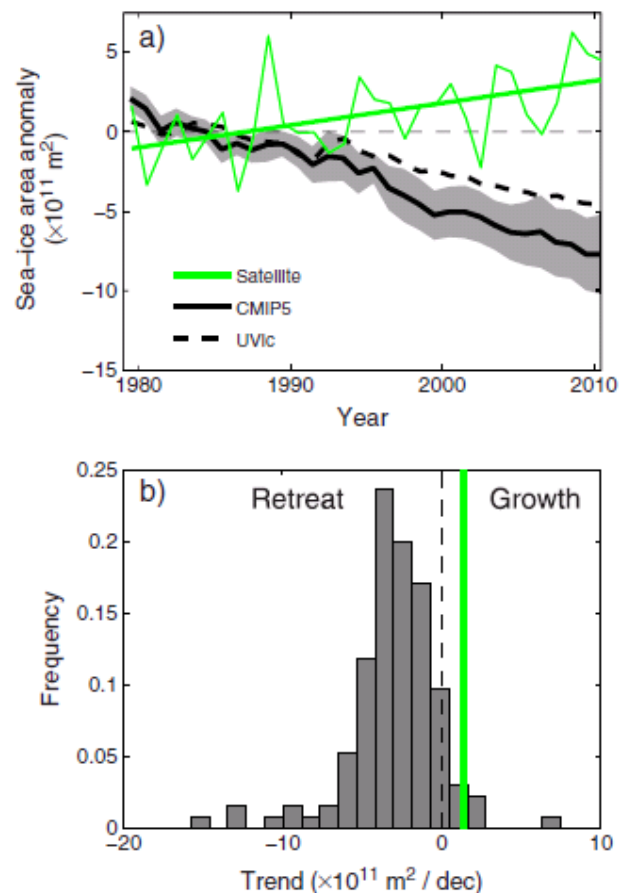 a)
5
0
−5
−10
−15
Sea−ice area anomaly
(×10¹¹ m²)
Satellite
CMIP5
UVic
1980 1990 2000 2010
Year
b)
Retreat Growth
0.25
0.2
0.15
0.1
0.05
0
Frequency
−20 −10 0 10
Trend (×10¹¹ m² / dec)